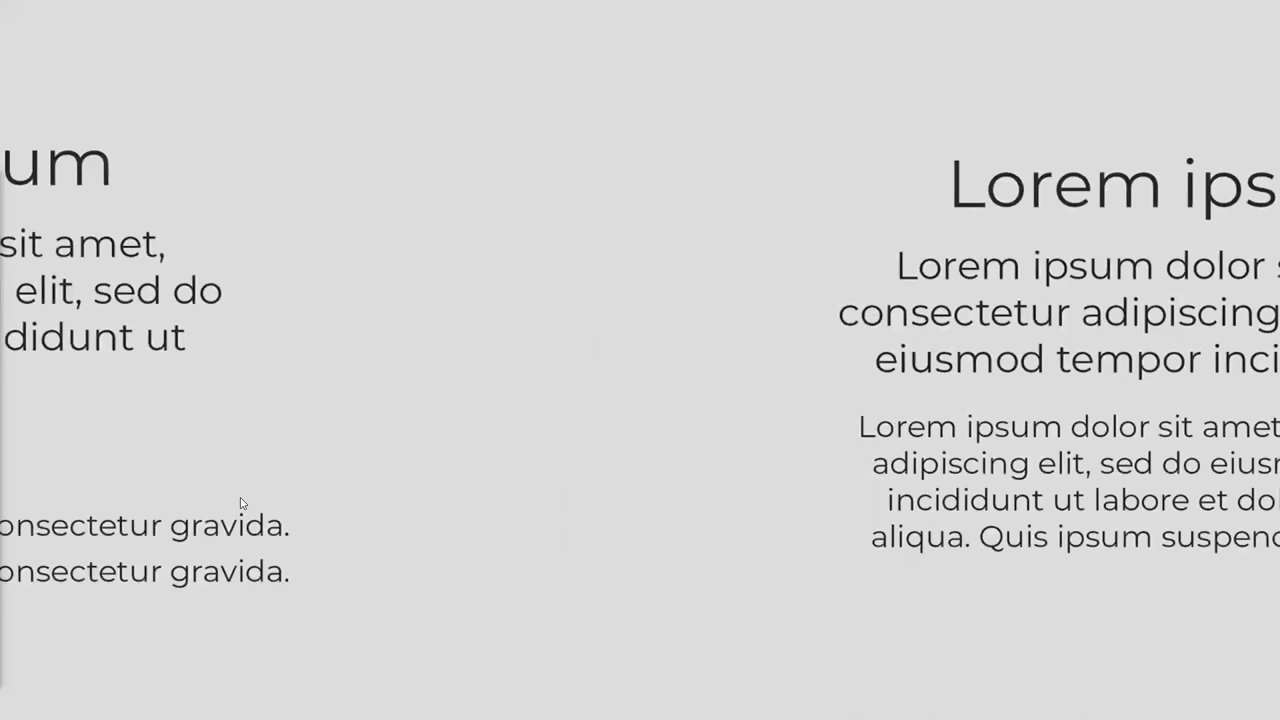 um
sit amet,
elit, sed do
didunt ut
onsectetur gravida.
onsectetur gravida.
Lorem ips
Lorem ipsum dolor
consectetur adipiscing
eiusmod tempor inci
Lorem ipsum dolor sit amet
adipiscing elit, sed do eius
incididunt ut labore et do
aliqua. Quis ipsum suspen